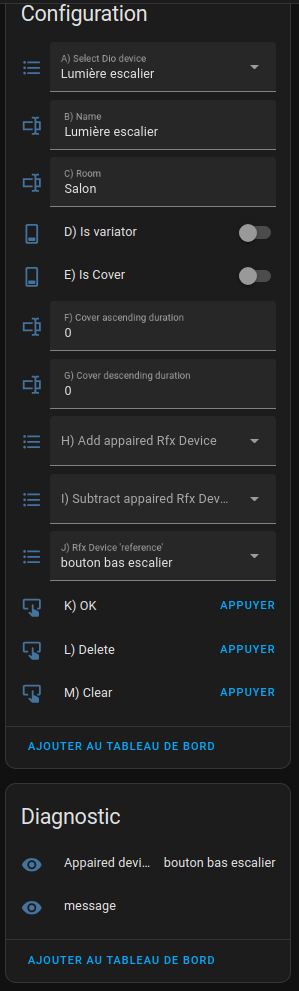 Configuration
A) Select Dio device
Lumière escalier
B) Name
Lumière escalier
C) Room
Salon
D) Is variator
E) Is Cover
F) Cover ascending duration
0
G) Cover descending duration
0
H) Add appaired Rfx Device
I) Subtract appaired Rfx Dev...
J) Rfx Device 'reference'
bouton bas escalier
K) OK APPUYER
L) Delete APPUYER
M) Clear APPUYER
AJOUTER AU TABLEAU DE BORD
Diagnostic
Appaired devi... bouton bas escalier
message
AJOUTER AU TABLEAU DE BORD